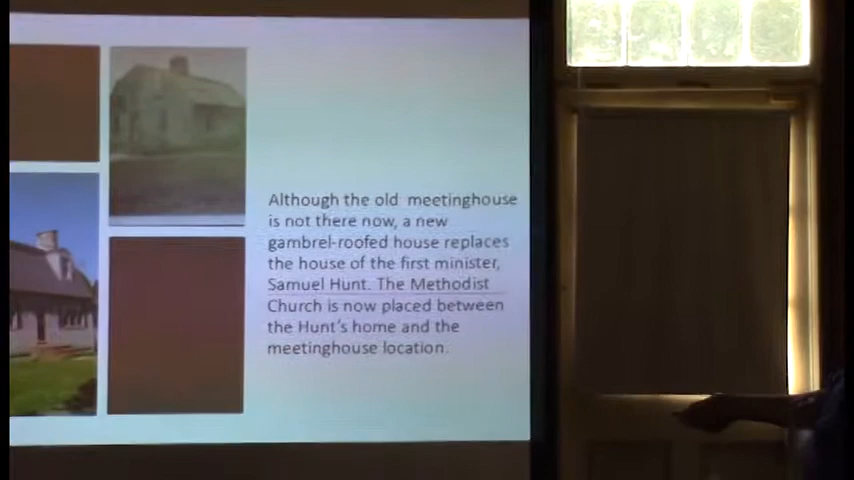 Although the old meetinghouse
is not there now, a new
gambrel-roofed house replaces
the house of the first minister,
Samuel Hunt. The Methodist
Church is now placed between
the Hunt's home and the
meetinghouse location.